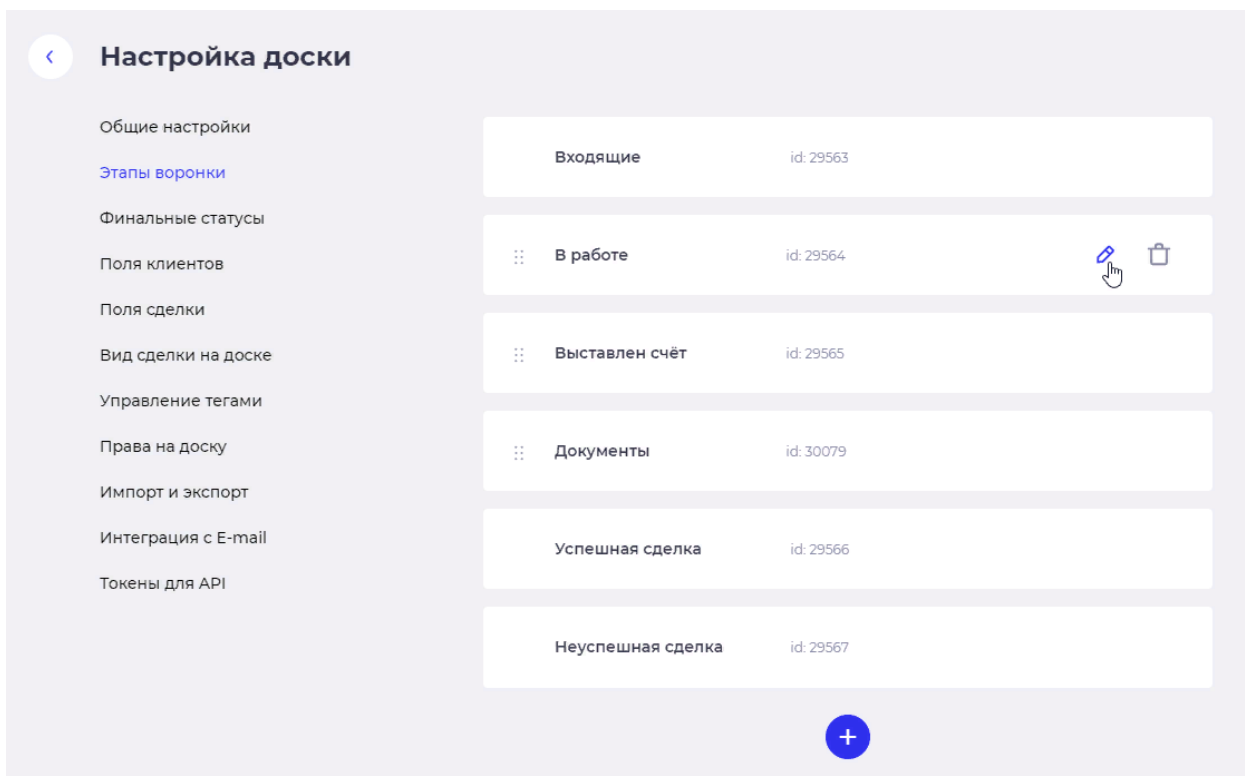 Настройка доски
Общие настройки
Этапы воронки
Финальные статусы
Поля клиентов
Поля сделки
Вид сделки на доске
Управление тегами
Права на доску
Импорт и экспорт
Интеграция с E-mail
Токены для API
Входящие id: 29563
В работе id: 29564
Выставлен счёт id: 29565
Документы id: 30079
Успешная сделка id: 29566
Неуспешная сделка id: 29567